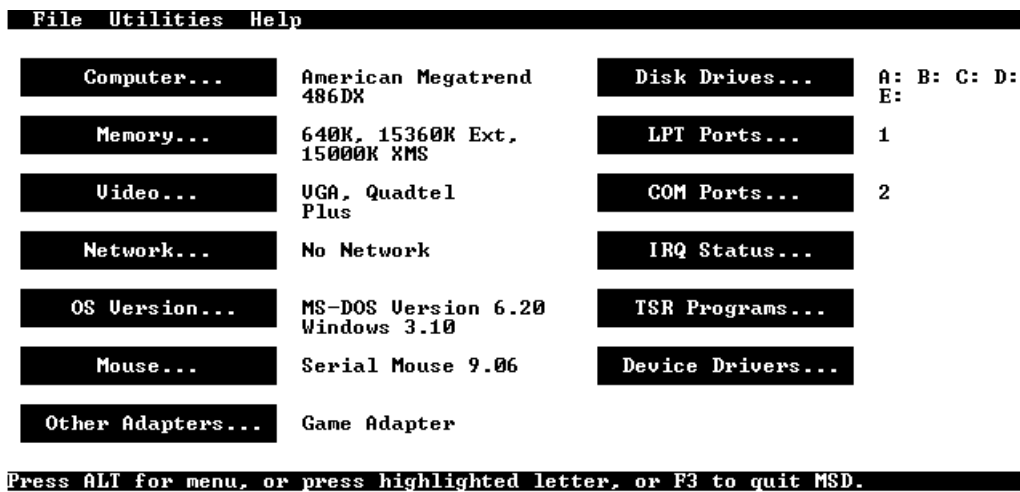 File Utilities Help
Computer... American Megatrend Disk Drives... A: B: C: D:
486DX E:
Memory... 640K, 15360K Ext, LPT Ports... 1
15000K XMS
Video... VGA, Quadtel COM Ports... 2
Plus
Network... No Network IRQ Status...
OS Version... MS-DOS Version 6.20 TSR Programs...
Windows 3.10
Mouse... Serial Mouse 9.06 Device Drivers...
Other Adapters... Game Adapter
Press ALT for menu, or press highlighted letter, or F3 to quit MSD.